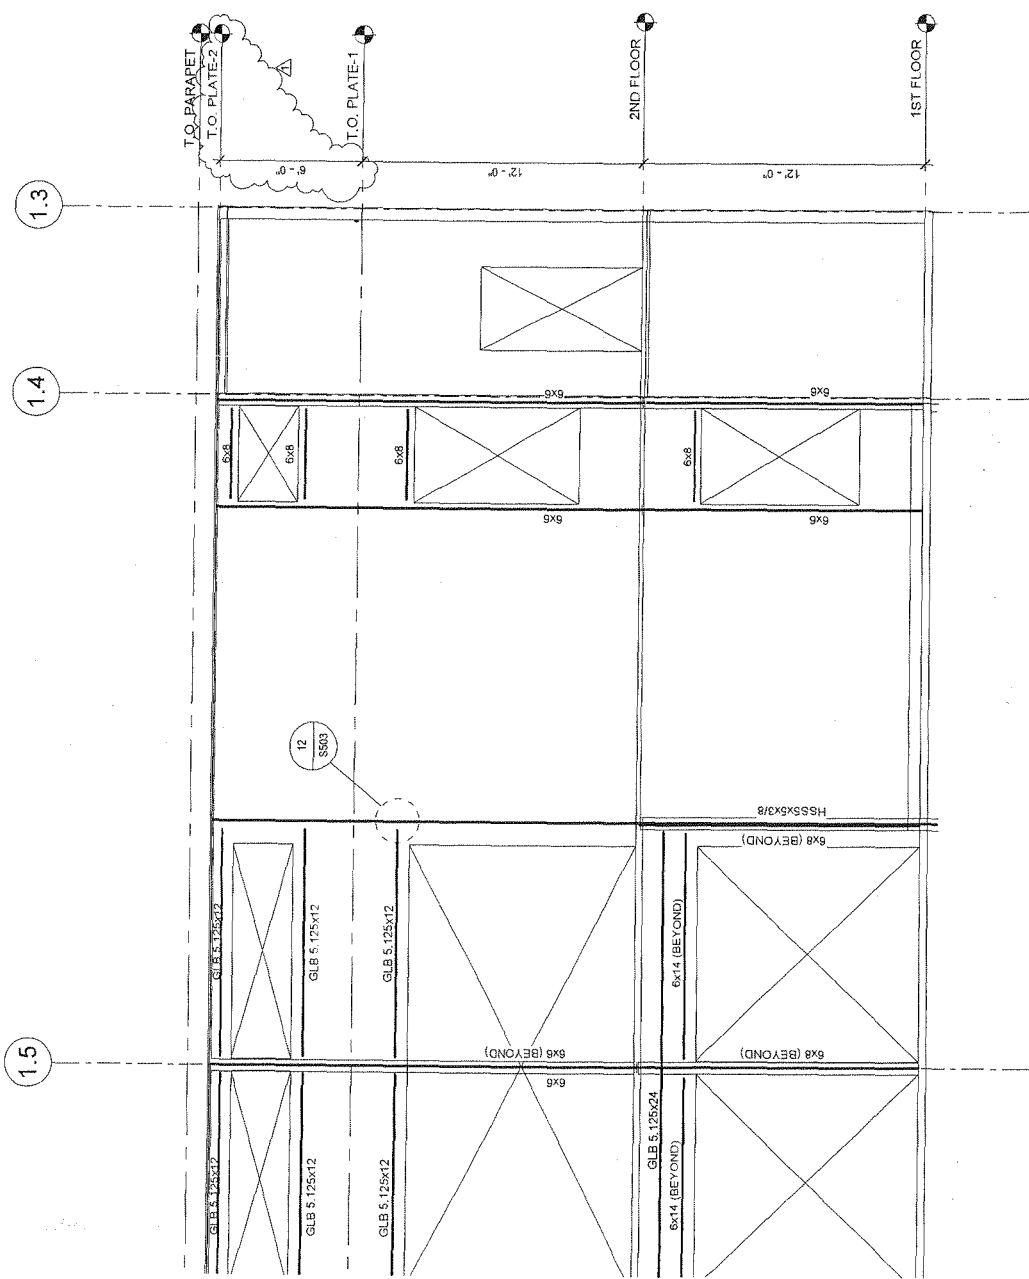 T.O. PARAPET
T.O. PLATE-2
T.O. PLATE-1
2ND FLOOR
1ST FLOOR
1
6' - 0"
12' - 0"
12' - 0"
1.3
1.4
6x6
6x6
6x8
6x8
6x8
6x8
6x6
6x6
12
S503
HSS5x5x3/8
6x8 (BEYOND)
GLB 5.125x12
GLB 5.125x12
GLB 5.125x12
6x14 (BEYOND)
1.5
6x6 (BEYOND)
6x8 (BEYOND)
6x6
GLB 5.125x24
GLB 5.125x12
GLB 5.125x12
GLB 5.125x12
6x14 (BEYOND)